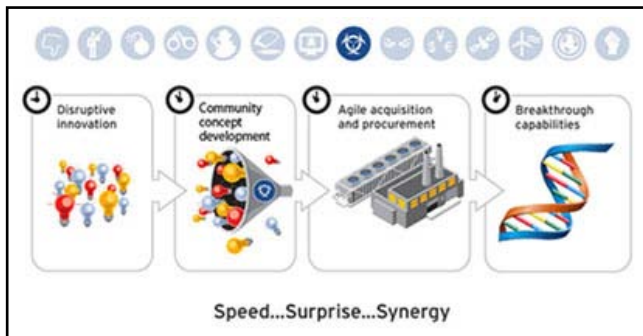 Disruptive
innovation
Community
concept
development
Agile acquisition
and procurement
Breakthrough
capabilities
Speed...Surprise...Synergy